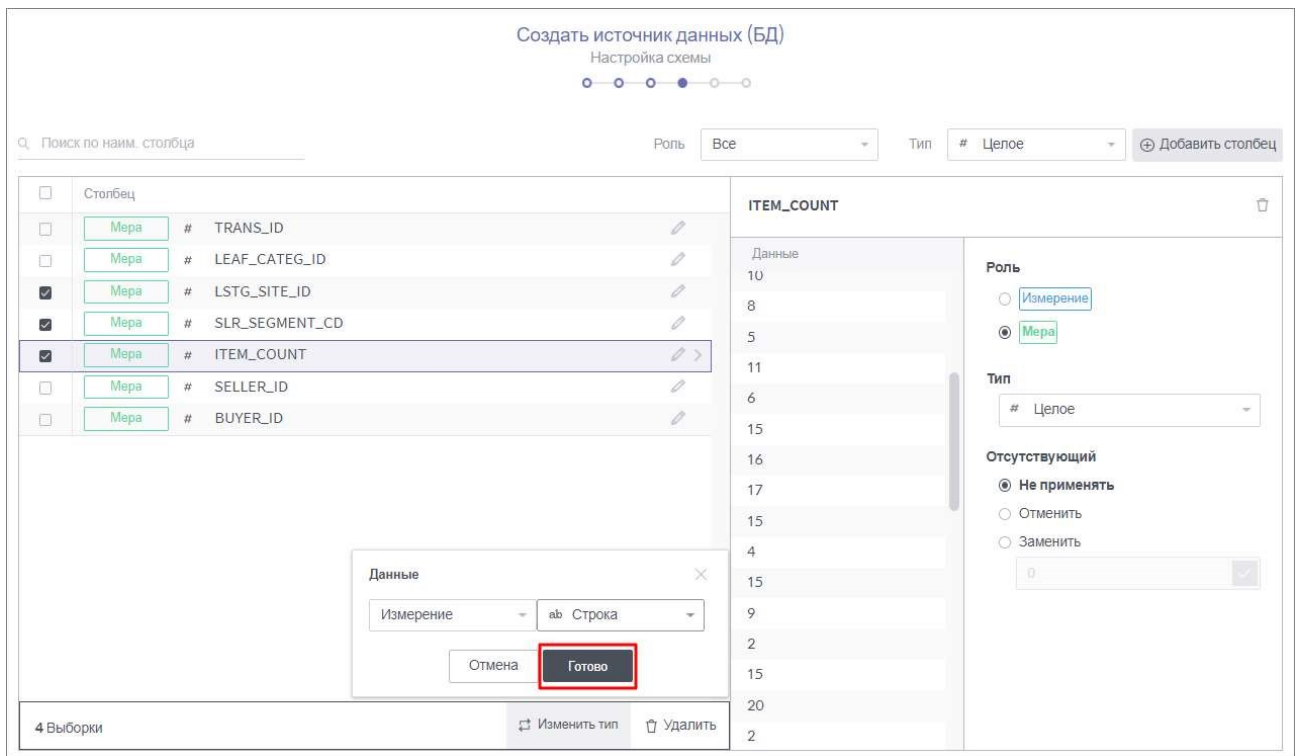 Создать источник данных (БД)
Настройка схемы
Поиск по наим. столбца
Роль Все Тип # Целое Добавить столбец
Столбец
Мера # TRANS_ID
Мера # LEAF_CATEG_ID
Мера # LSTG_SITE_ID
Мера # SLR_SEGMENT_CD
Мера # ITEM_COUNT
Мера # SELLER_ID
Мера # BUYER_ID
Данные
Измерение ab Строка
Отмена Готово
4 Выборки Изменить тип Удалить
ITEM_COUNT
Данные
10
8
5
11
6
15
16
17
15
4
15
9
2
15
20
2
Роль
Измерение
Мера
Тип
# Целое
Отсутствующий
Не применять
Отменить
Заменить
0